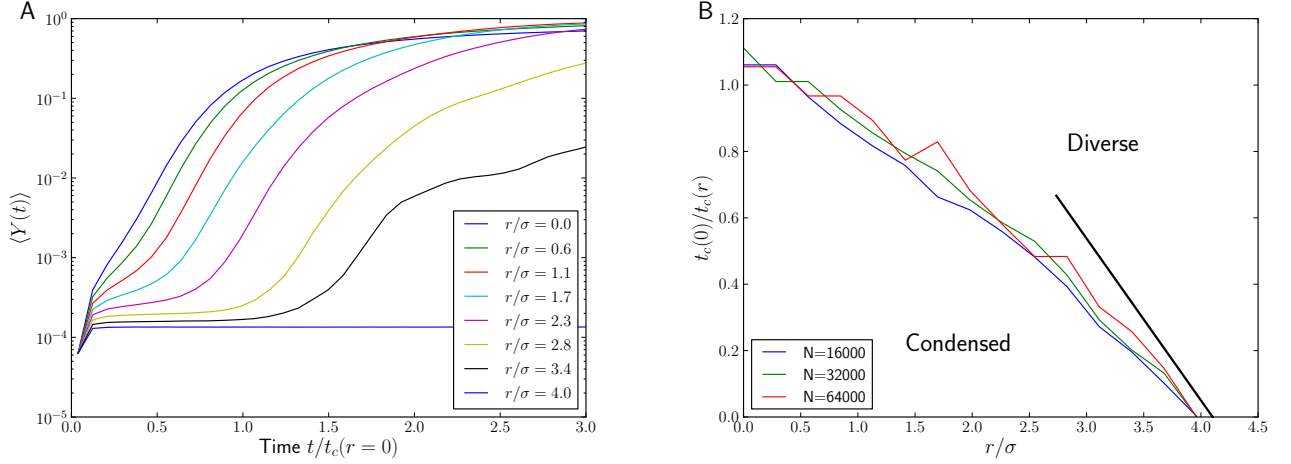 A
⟨Y(t)⟩
10^0
10^{-1}
10^{-2}
10^{-3}
10^{-4}
10^{-5}
0.0 0.5 1.0 1.5 2.0 2.5 3.0
Time t/t_c(r = 0)
r/σ = 0.0
r/σ = 0.6
r/σ = 1.1
r/σ = 1.7
r/σ = 2.3
r/σ = 2.8
r/σ = 3.4
r/σ = 4.0
B
t_c(0)/t_c(r)
1.2
1.0
0.8
0.6
0.4
0.2
0.0
Diverse
Condensed
N=16000
N=32000
N=64000
0.0 0.5 1.0 1.5 2.0 2.5 3.0 3.5 4.0 4.5
r/σ